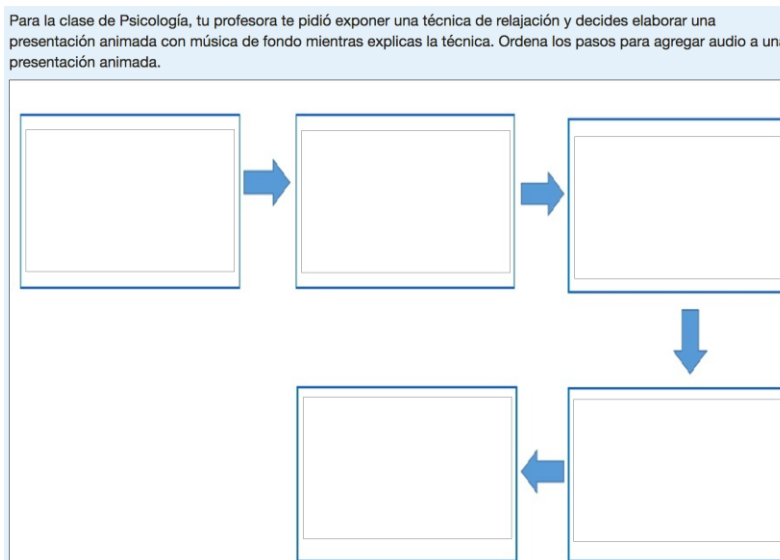 Para la clase de Psicología, tu profesora te pidió exponer una técnica de relajación y decides elaborar una
presentación animada con música de fondo mientras explicas la técnica. Ordena los pasos para agregar audio a una
presentación animada.